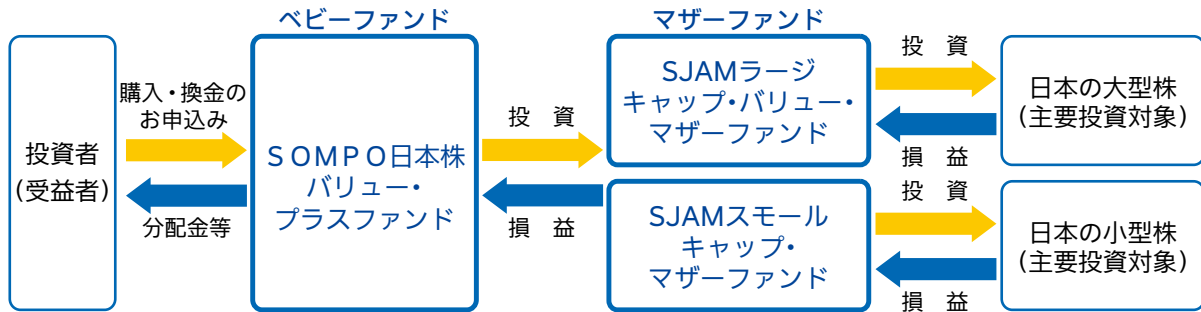 ベビーファンド
マザーファンド
投資者
(受益者)
購入・換金の
お申込み
分配金等
SOMPO日本株
バリュー・
プラスファンド
投 資
損 益
SJAMラージ
キャップ・バリュー・
マザーファンド
投 資
損 益
日本の大型株
(主要投資対象)
SJAMスモール
キャップ・
マザーファンド
投 資
損 益
日本の小型株
(主要投資対象)